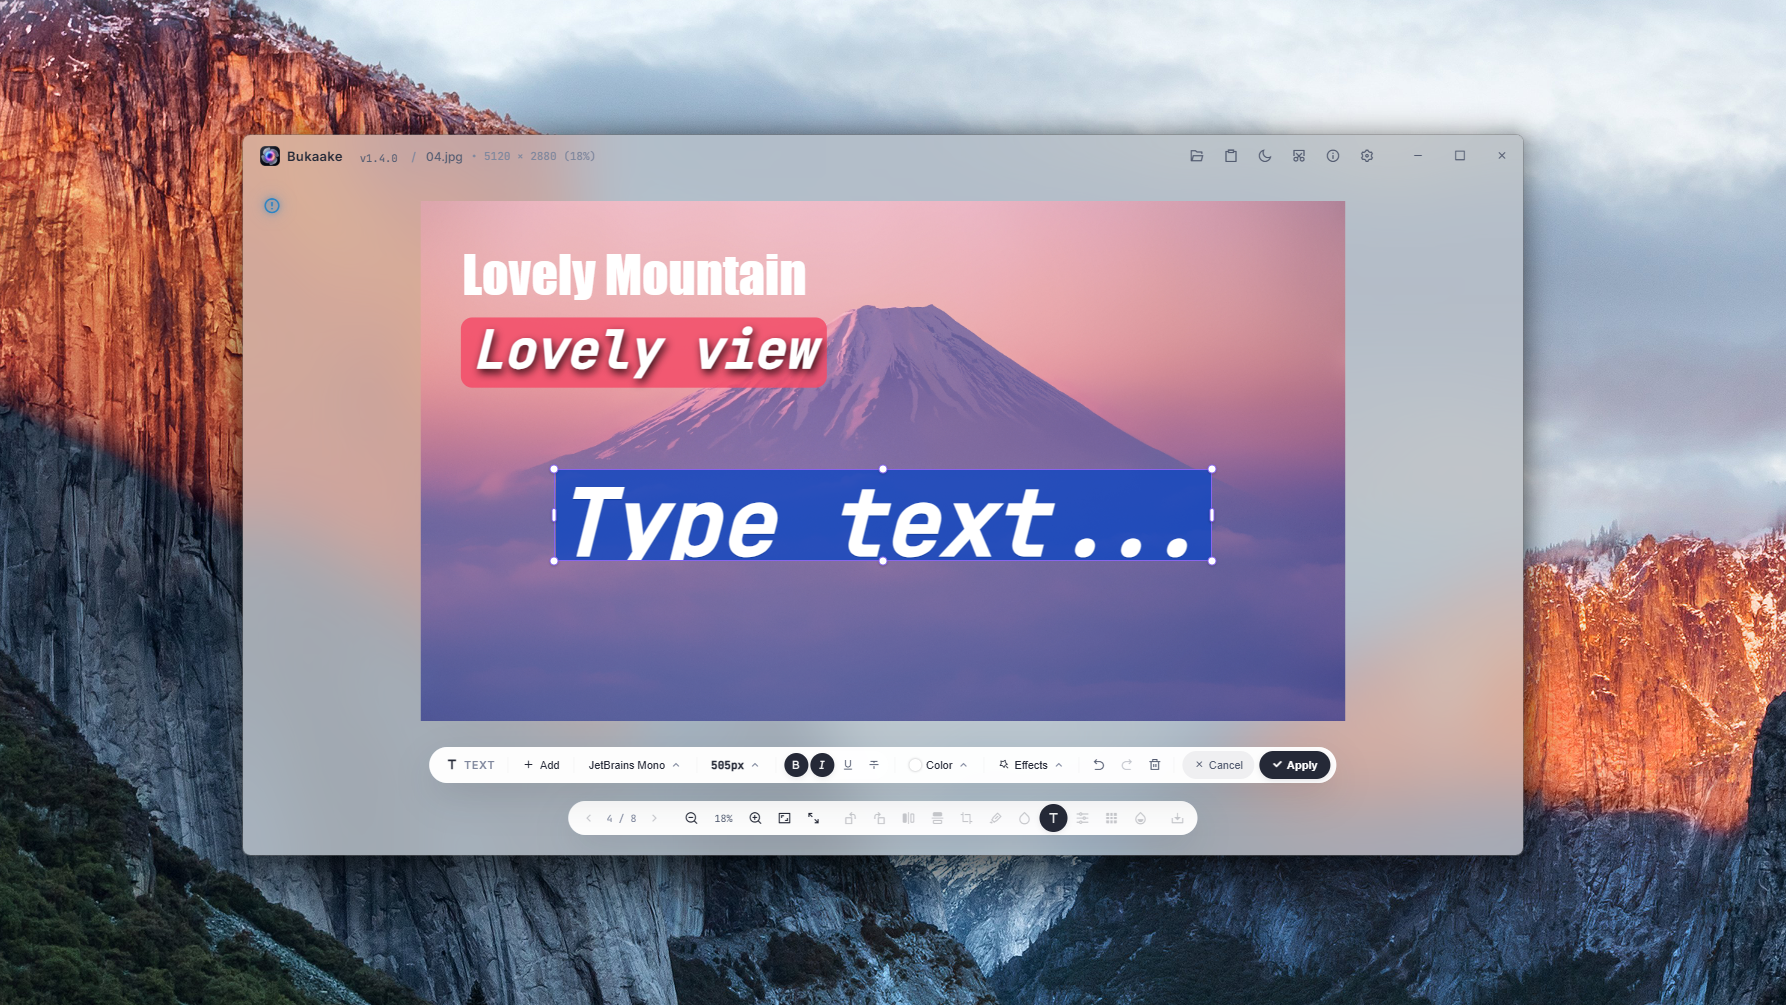 Bukaake v1.4.0 / 04.jpg • 5120 × 2880 (18%)
Lovely Mountain
Lovely view
Type text...
T TEXT + Add JetBrains Mono 505px B I U T Color Effects × Cancel ✓ Apply
4 / 8 18% T